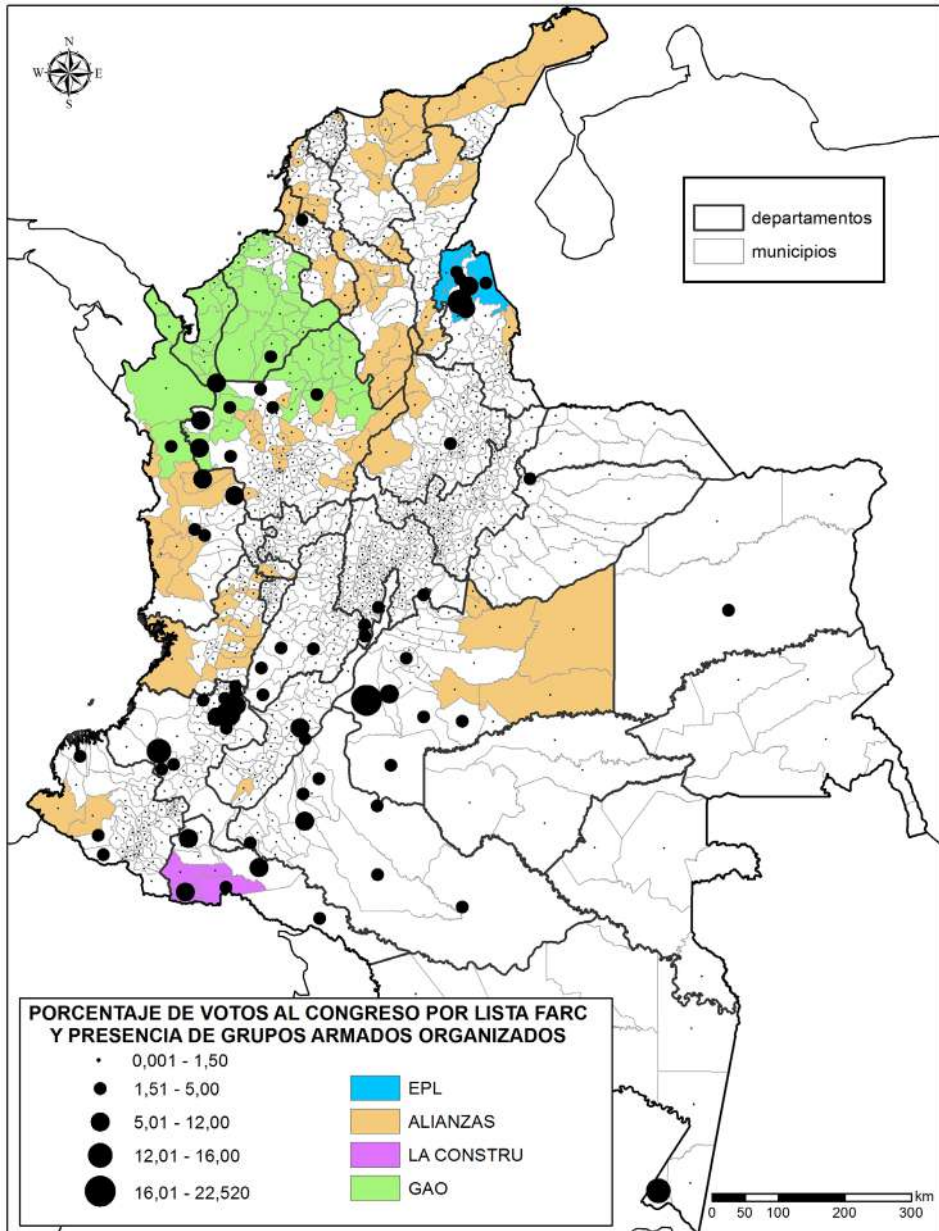 N
W E
S
departamentos
municipios
PORCENTAJE DE VOTOS AL CONGRESO POR LISTA FARC
Y PRESENCIA DE GRUPOS ARMADOS ORGANIZADOS
0,001 - 1,50
1,51 - 5,00
5,01 - 12,00
12,01 - 16,00
16,01 - 22,520
EPL
ALIANZAS
LA CONSTRU
GAO
km
0 50 100 200 300